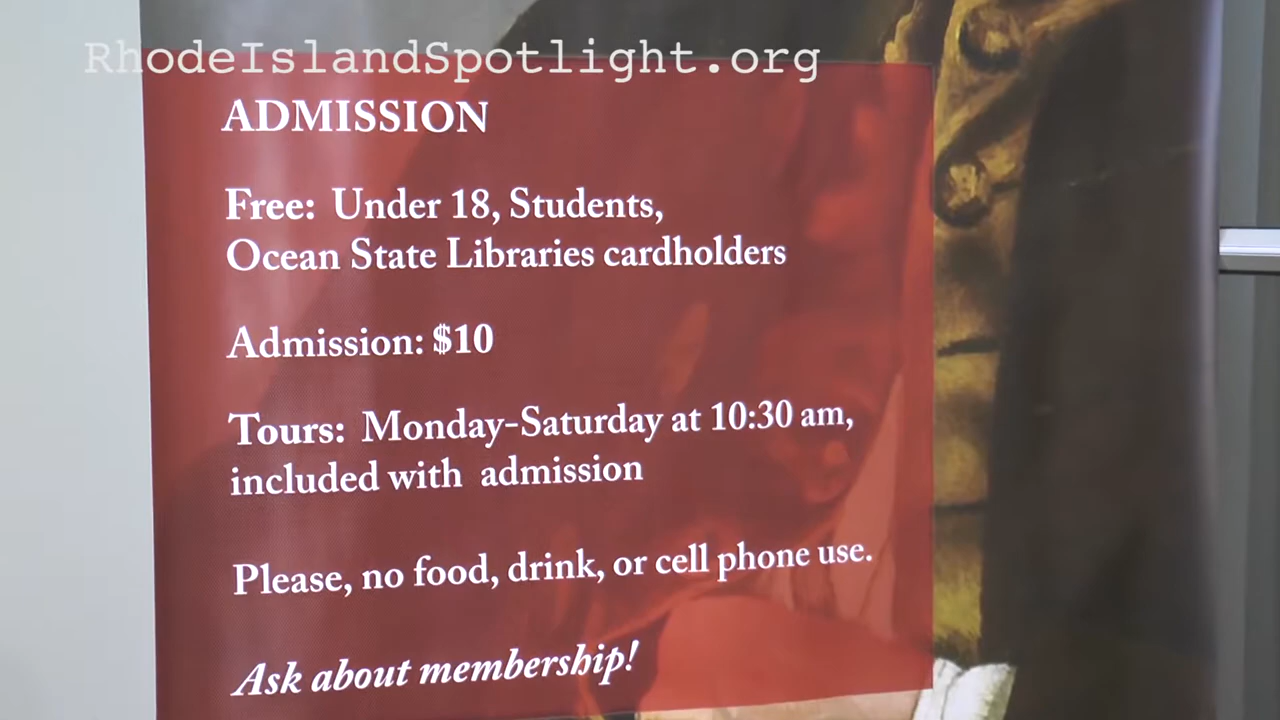 RhodeIslandSpotlight.org
ADMISSION
Free: Under 18, Students,
Ocean State Libraries cardholders
Admission: $10
Tours: Monday-Saturday at 10:30 am,
included with admission
Please, no food, drink, or cell phone use.
Ask about membership!